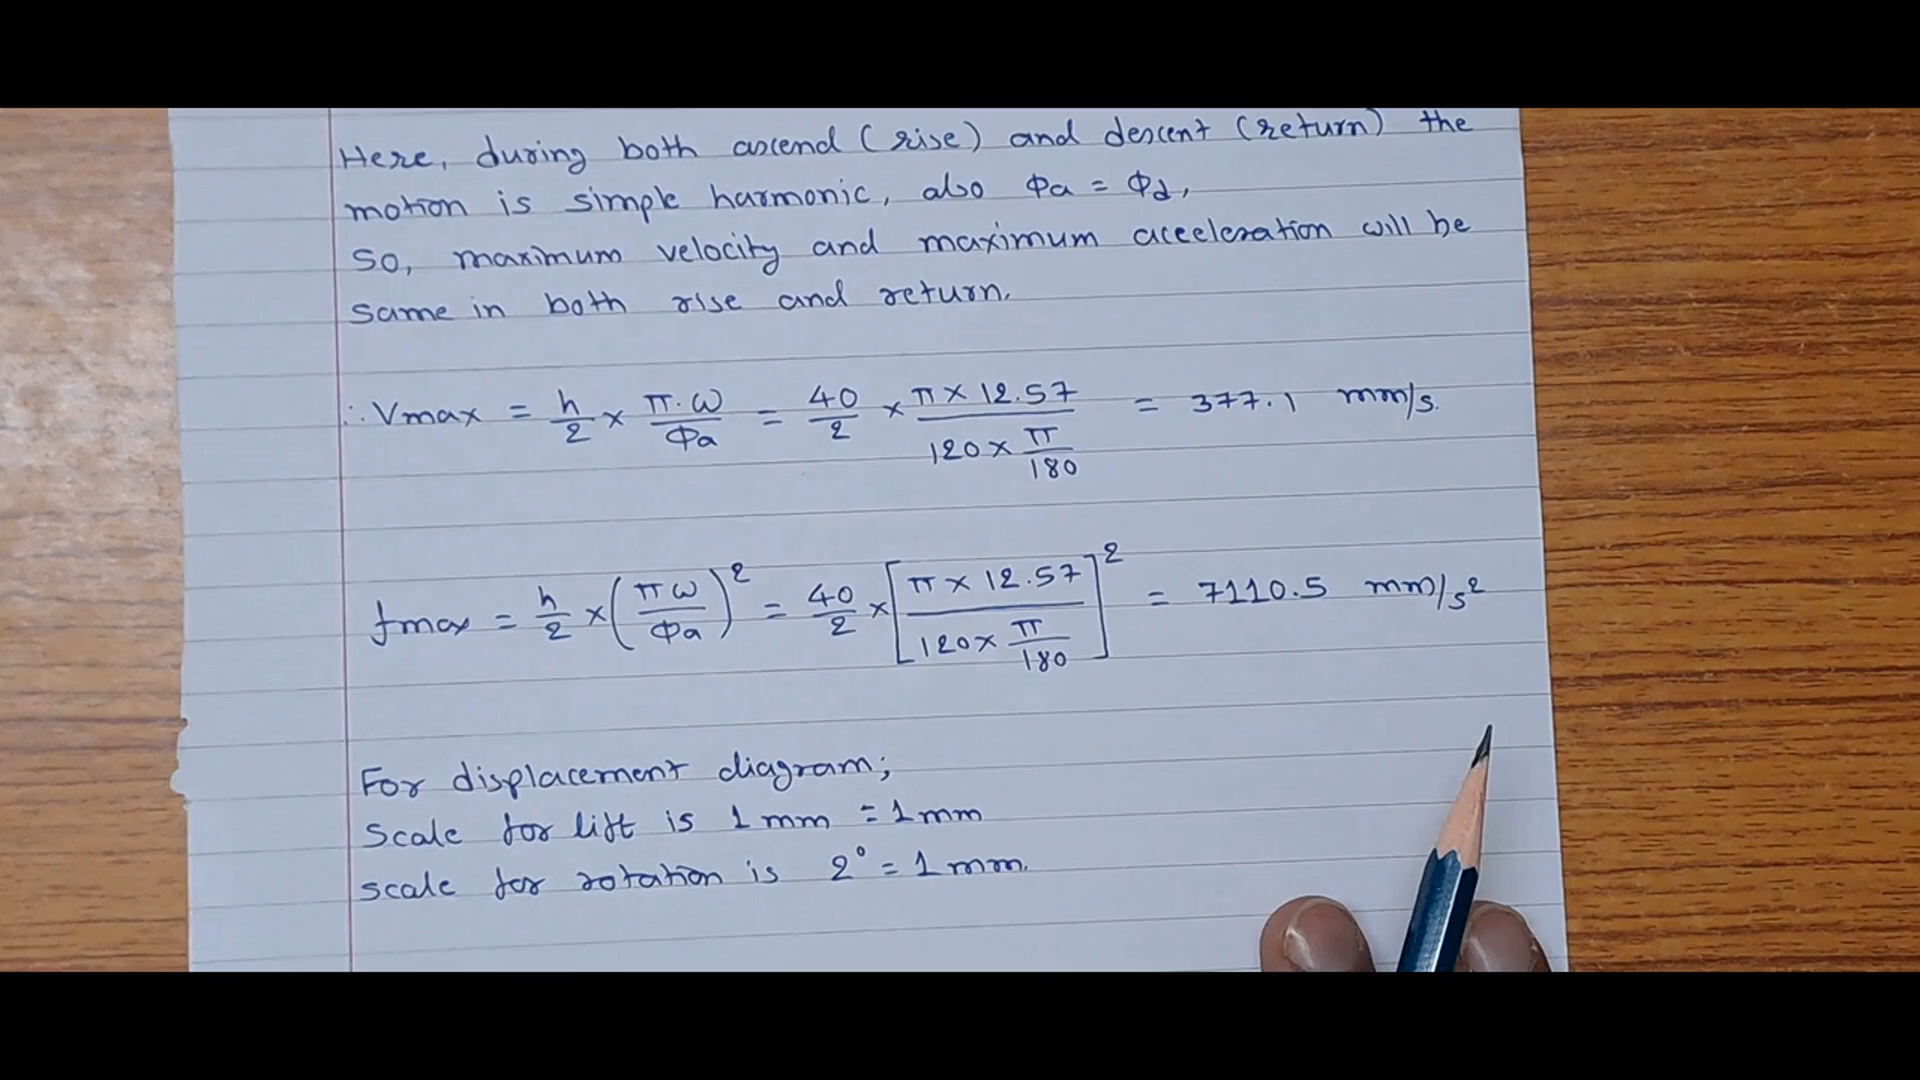 Here, during both ascend (rise) and descent (return) the
motion is simple harmonic, also Φa = Φd,
So, maximum velocity and maximum aceeleration will be
same in both rise and return.
∴ Vmax = h/2 × π.ω/Φa = 40/2 × (π × 12.57)/(120 × π/180) = 377.1 mm/s.
fmax = h/2 × (πω/Φa)² = 40/2 × [(π × 12.57)/(120 × π/180)]² = 7110.5 mm/s²
For displacement diagram;
Scale for lift is 1 mm = 1 mm
Scale for rotation is 2° = 1 mm.